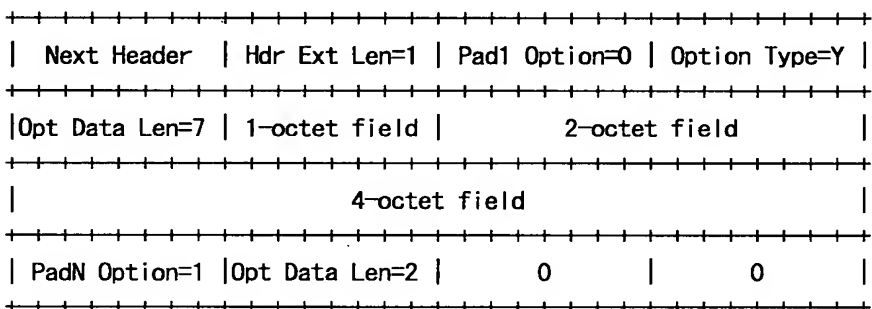 | Next Header | Hdr Ext Len=1 | Pad1 Option=0 | Option Type=Y |
|Opt Data Len=7 | 1-octet field | 2-octet field |
| 4-octet field |
| PadN Option=1 |Opt Data Len=2 | 0 | 0 |